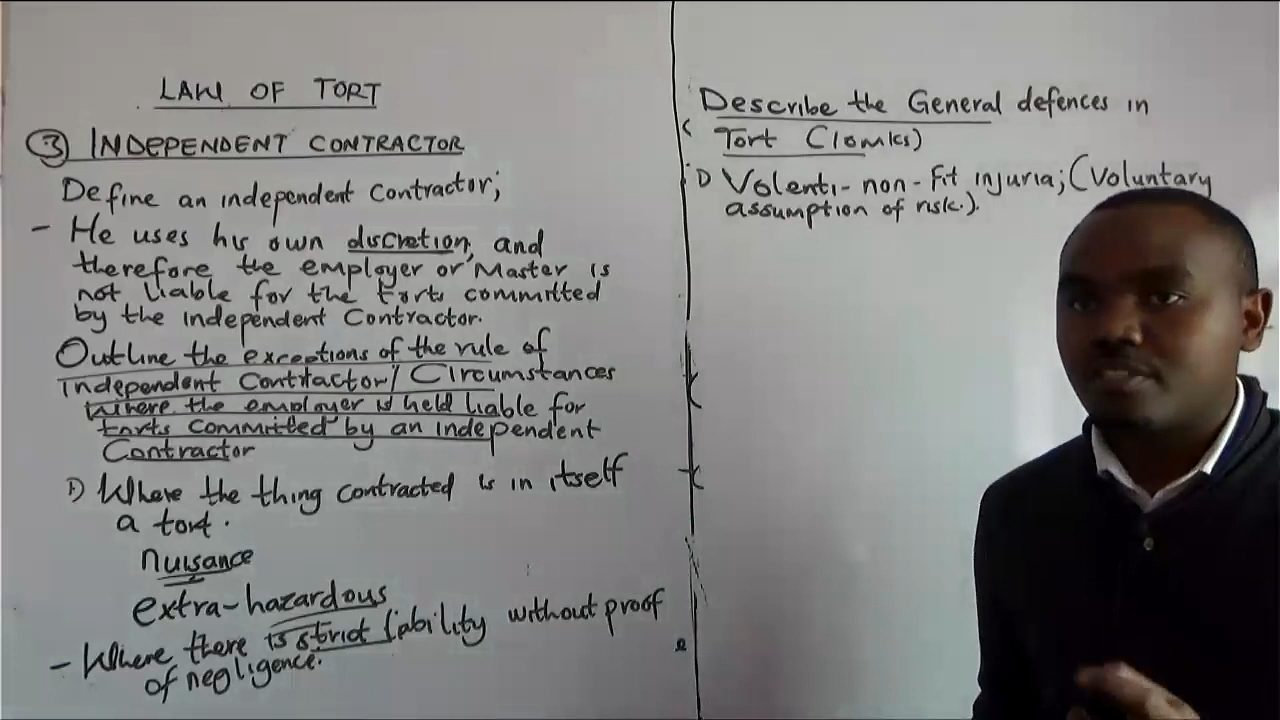 LAW OF TORT
③ INDEPENDENT CONTRACTOR
Define an independent Contractor;
- He uses his own discretion, and
therefore the employer or Master is
not liable for the torts committed
by the independent Contractor.
Outline the exceptions of the rule of
independent Contractor/ Circumstances
where the employer is held liable for
torts committed by an independent
Contractor
1) Where the thing contracted is in itself
a tort.
nuisance
extra-hazardous
- Where there is strict liability without proof
of negligence.
Describe the General defences in
Tort (10mks)
1) Volenti-non-fit injuria; (Voluntary
assumption of risk.).